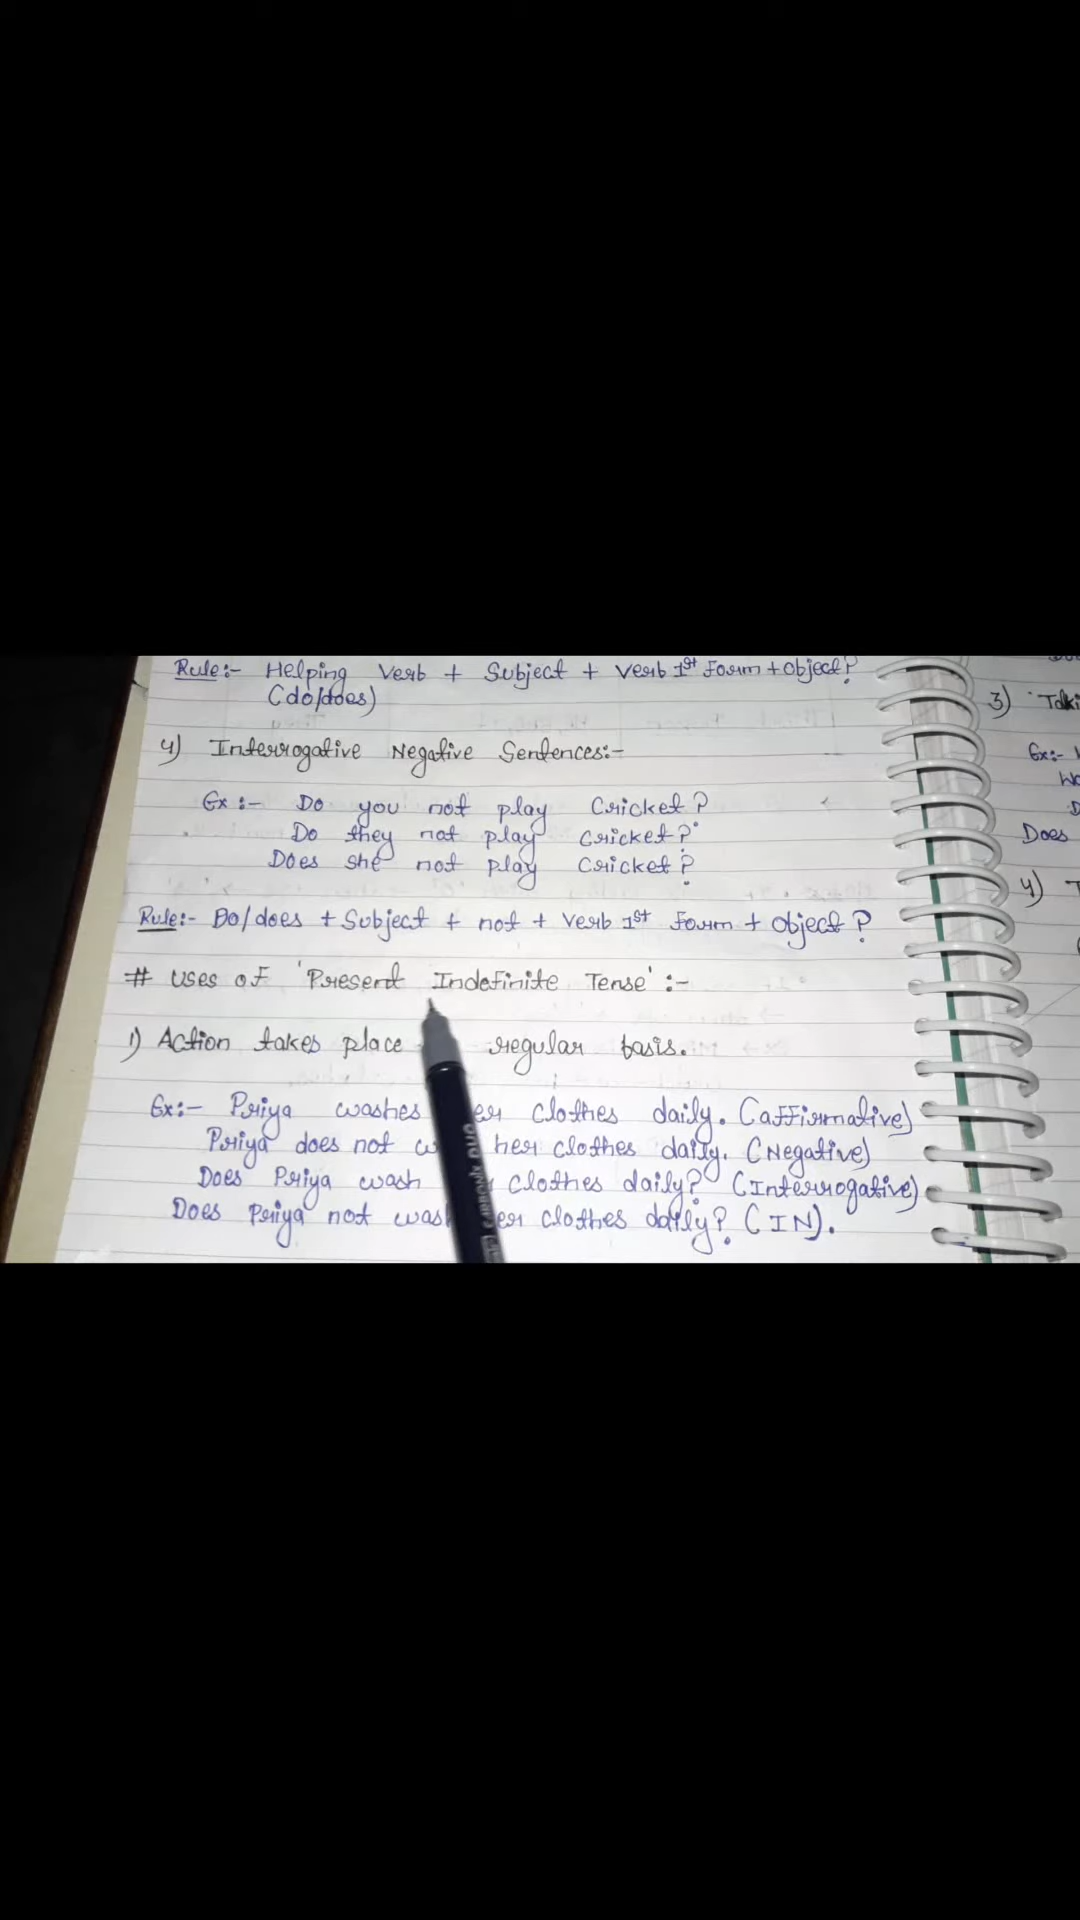 Rule:- Helping Verb + Subject + Verb 1st Form + Object?
(do/does)
4) Interrogative Negative Sentences:-
Ex:- Do you not play Cricket?
Do they not play Cricket?
Does she not play Cricket?
Rule:- Do/does + Subject + not + Verb 1st Form + Object?
# Uses of 'Present Indefinite Tense' :-
1) Action takes place regular basis.
Ex:- Priya washes clothes daily. (affirmative)
Priya does not her clothes daily. (Negative)
Does Priya wash clothes daily? (Interrogative)
Does Priya not clothes daily? (IN).
3)
Ex:-
Does
4)